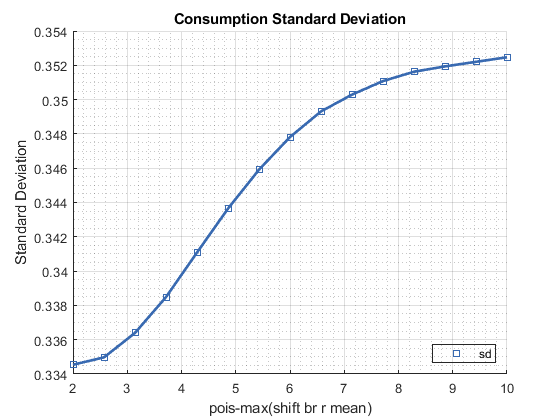 Consumption Standard Deviation
0.354
0.352
0.35
0.348
0.346
0.344
0.342
0.34
0.338
0.336
0.334
Standard Deviation
2 3 4 5 6 7 8 9 10
pois-max(shift br r mean)
sd